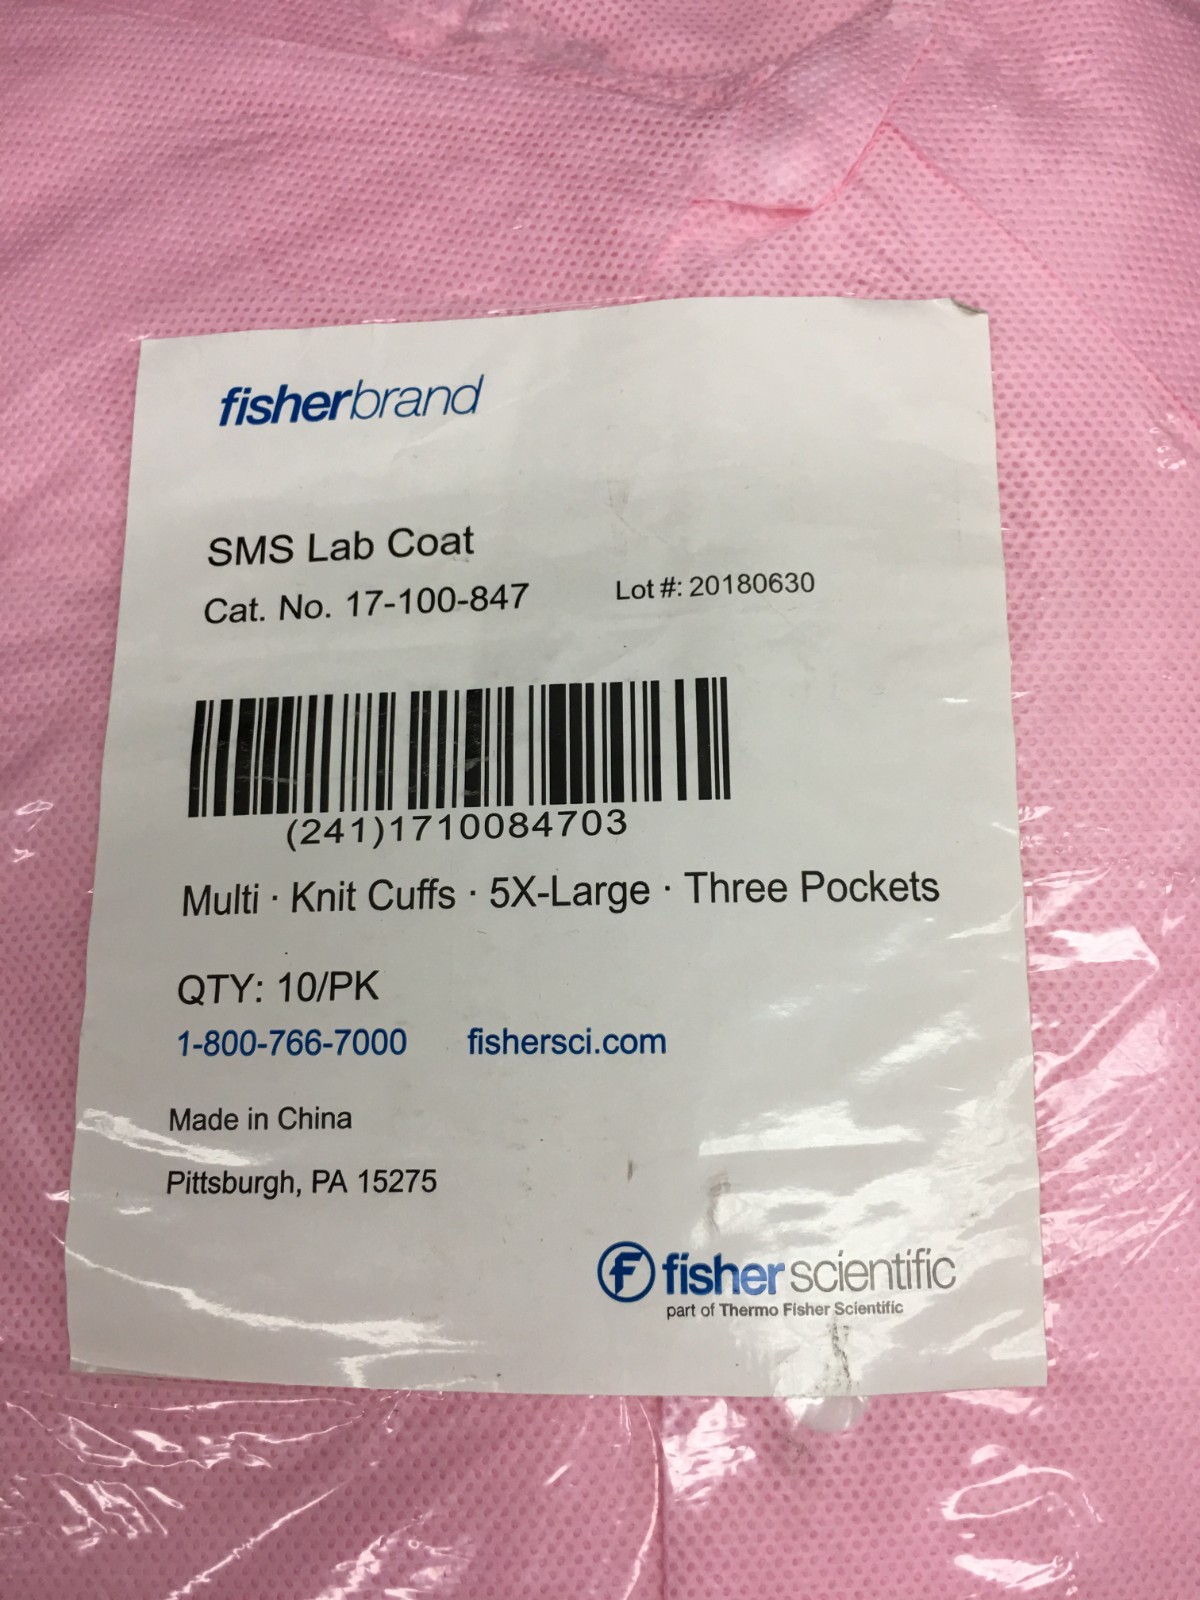 fisherbrand
SMS Lab Coat
Cat. No. 17-100-847 Lot #: 20180630
(241)1710084703
Multi · Knit Cuffs · 5X-Large · Three Pockets
QTY: 10/PK
1-800-766-7000 fishersci.com
Made in China
Pittsburgh, PA 15275
F fisher scientific
part of Thermo Fisher Scientific